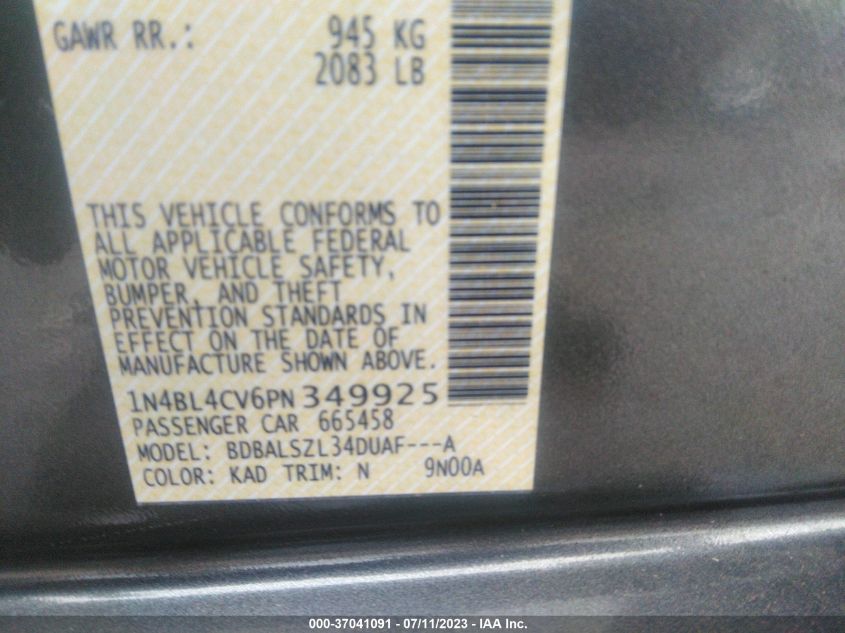 GAWR RR.: 945 KG
2083 LB
THIS VEHICLE CONFORMS TO
ALL APPLICABLE FEDERAL
MOTOR VEHICLE SAFETY,
BUMPER, AND THEFT
PREVENTION STANDARDS IN
EFFECT ON THE DATE OF
MANUFACTURE SHOWN ABOVE.
1N4BL4CV6PN 349925
PASSENGER CAR 665458
MODEL: BDBALSZL34DUAF---A
COLOR: KAD TRIM: N 9N00A
000-37041091 - 07/11/2023 - IAA Inc.